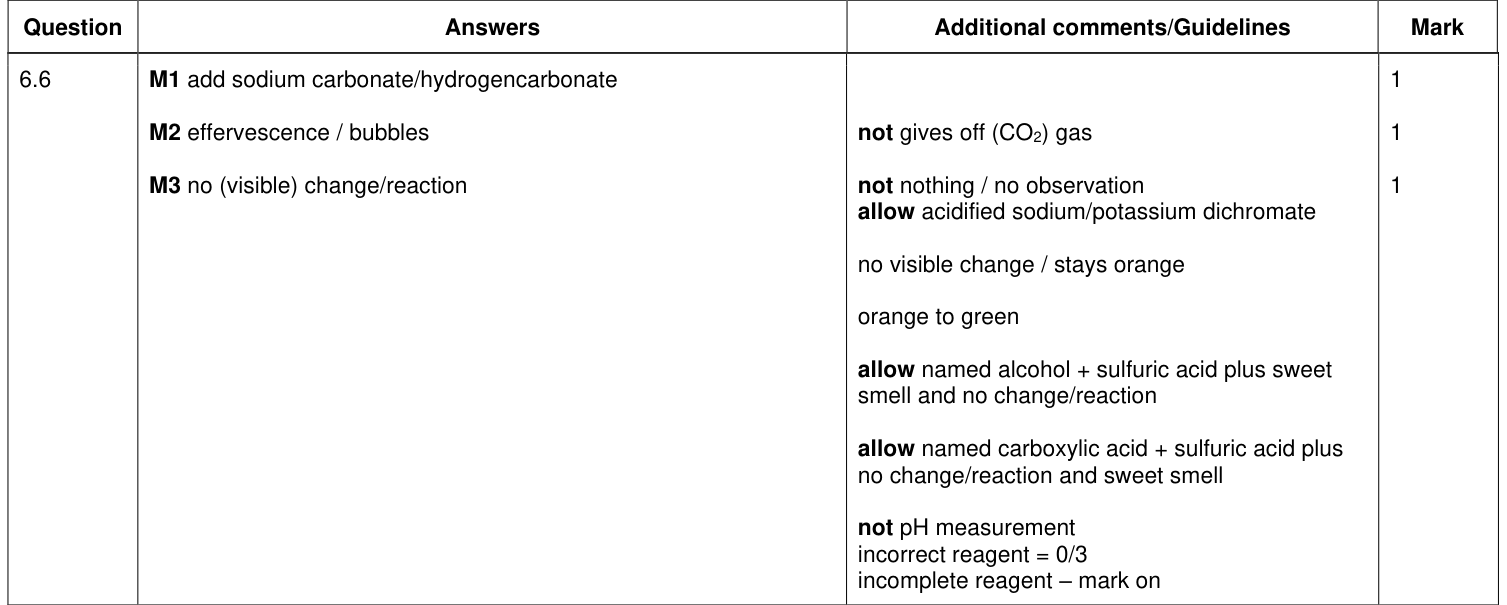 Question Answers Additional comments/Guidelines Mark
6.6 M1 add sodium carbonate/hydrogencarbonate 1
M2 effervescence / bubbles not gives off (CO₂) gas 1
M3 no (visible) change/reaction not nothing / no observation 1
allow acidified sodium/potassium dichromate
no visible change / stays orange
orange to green
allow named alcohol + sulfuric acid plus sweet
smell and no change/reaction
allow named carboxylic acid + sulfuric acid plus
no change/reaction and sweet smell
not pH measurement
incorrect reagent = 0/3
incomplete reagent – mark on